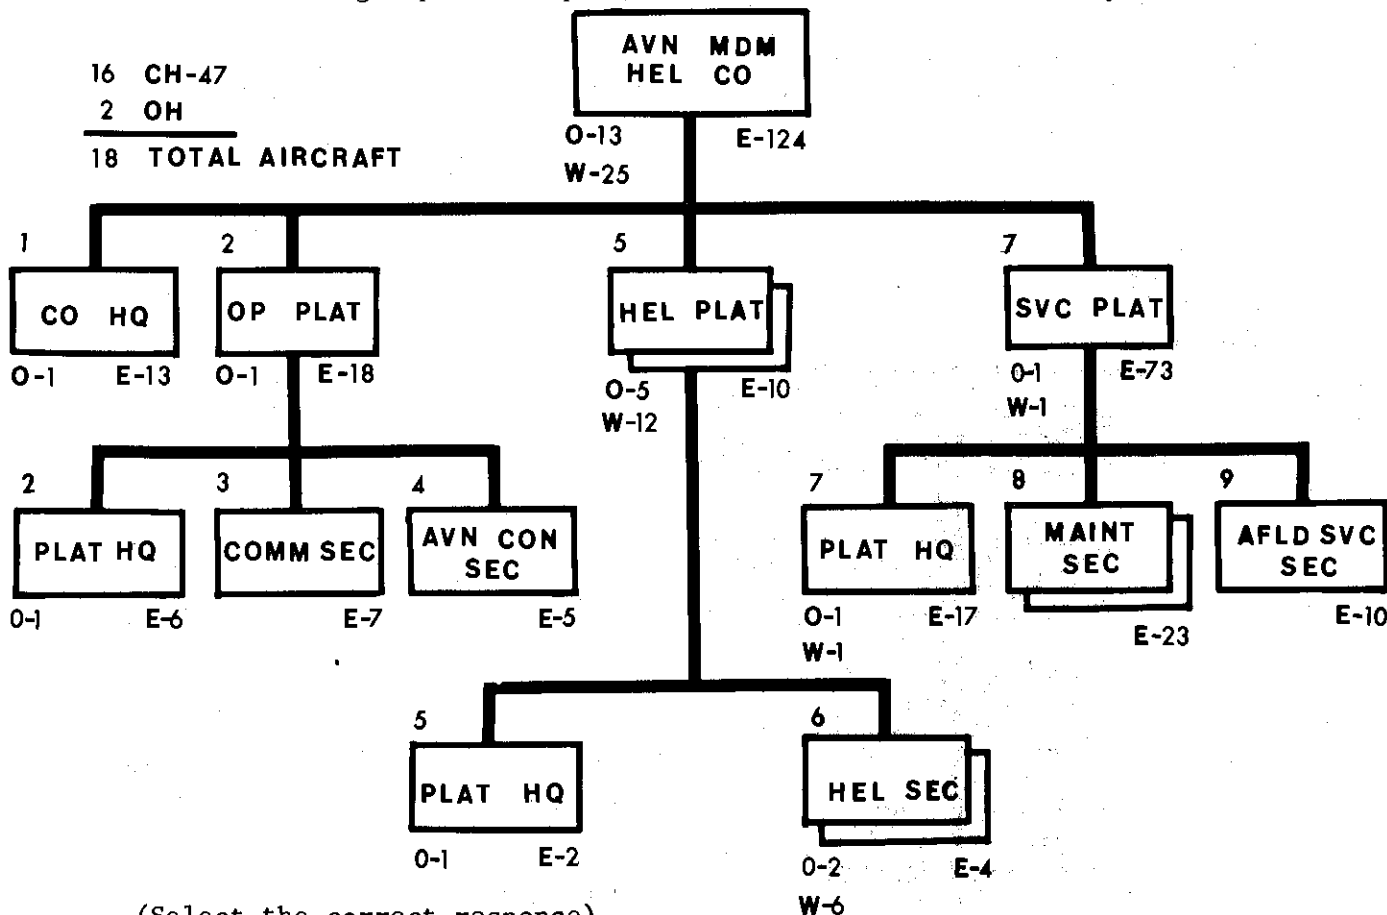 AVN MDM
HEL CO
16 CH-47
2 OH
18 TOTAL AIRCRAFT
O-13 E-124
W-25
1 2 5 7
CO HQ OP PLAT HEL PLAT SVC PLAT
O-1 E-13 O-1 E-18 O-5 E-10 O-1 E-73
W-12 W-1
2 3 4 7 8 9
PLAT HQ COMM SEC AVN CON SEC PLAT HQ MAINT SEC AFLD SVC SEC
O-1 E-6 E-7 E-5 O-1 E-17 E-23 E-10
W-1
5 6
PLAT HQ HEL SEC
O-1 E-2 O-2 E-4
W-6
(Select the correct response)